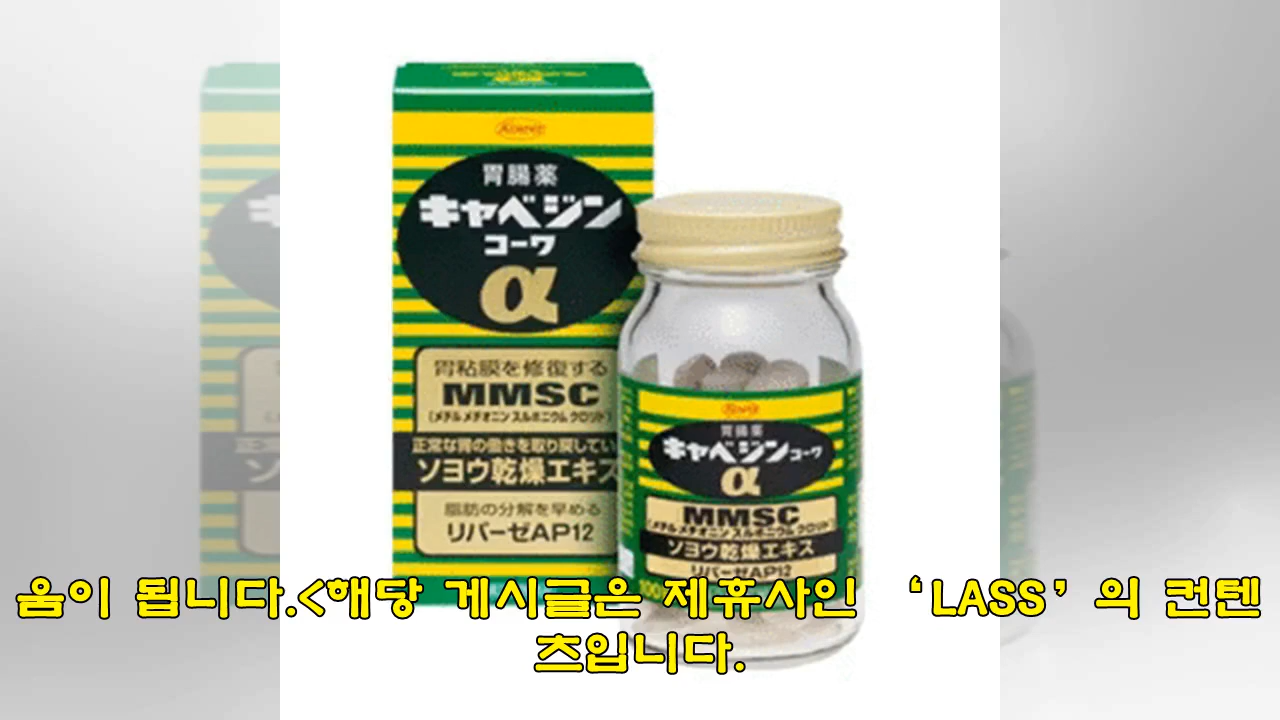 Kowa
胃腸薬
キャベジン
コーワ
α
胃粘膜を修復する
MMSC
(メチルメチオニンスルホニウムクロリド)
正常な胃の働きを取り戻してい
ソヨウ乾燥エキス
脂肪の分解を早める
リパーゼAP12
Kowa
胃腸薬
キャベジンコーワ
α
MMSC
(メチルメチオニンスルホニウムクロリド)
ソヨウ乾燥エキス
リパーゼAP12
움이 됩니다.<해당 게시글은 제휴사인 ‘LASS’의 컨텐
츠입니다.